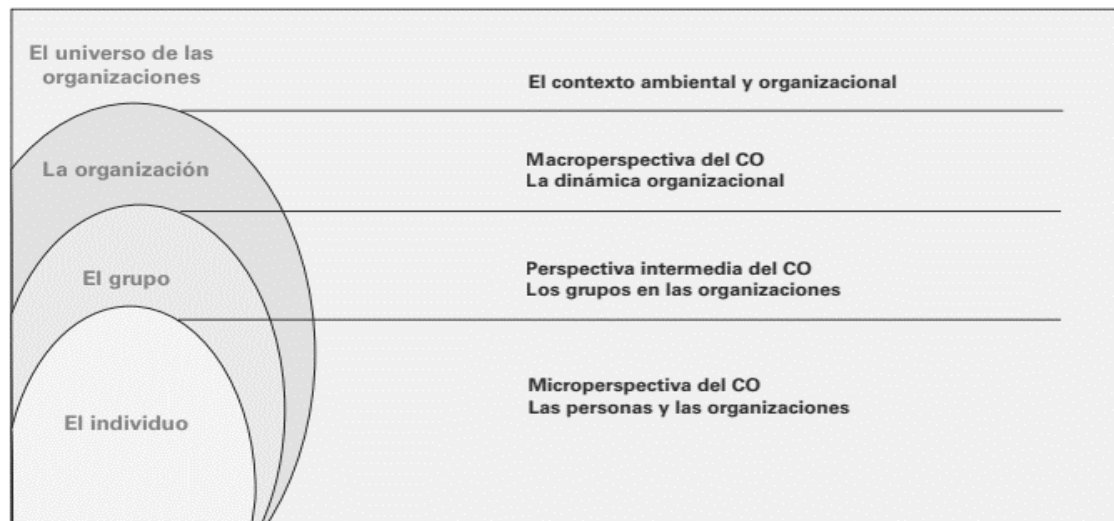 El universo de las
organizaciones
El contexto ambiental y organizacional
La organización
Macroperspectiva del CO
La dinámica organizacional
El grupo
Perspectiva intermedia del CO
Los grupos en las organizaciones
El individuo
Microperspectiva del CO
Las personas y las organizaciones